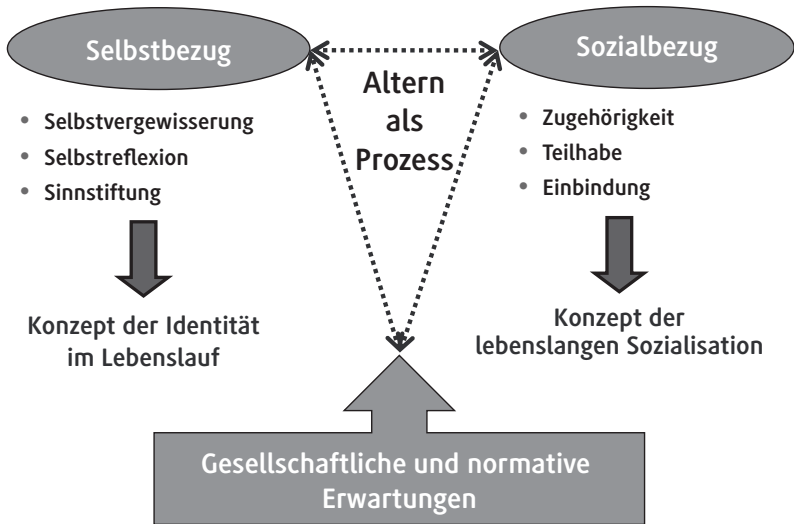 Selbstbezug
Sozialbezug
Altern
als
Prozess
• Selbstvergewisserung
• Selbstreflexion
• Sinnstiftung
• Zugehörigkeit
• Teilhabe
• Einbindung
Konzept der Identität
im Lebenslauf
Konzept der
lebenslangen Sozialisation
Gesellschaftliche und normative
Erwartungen